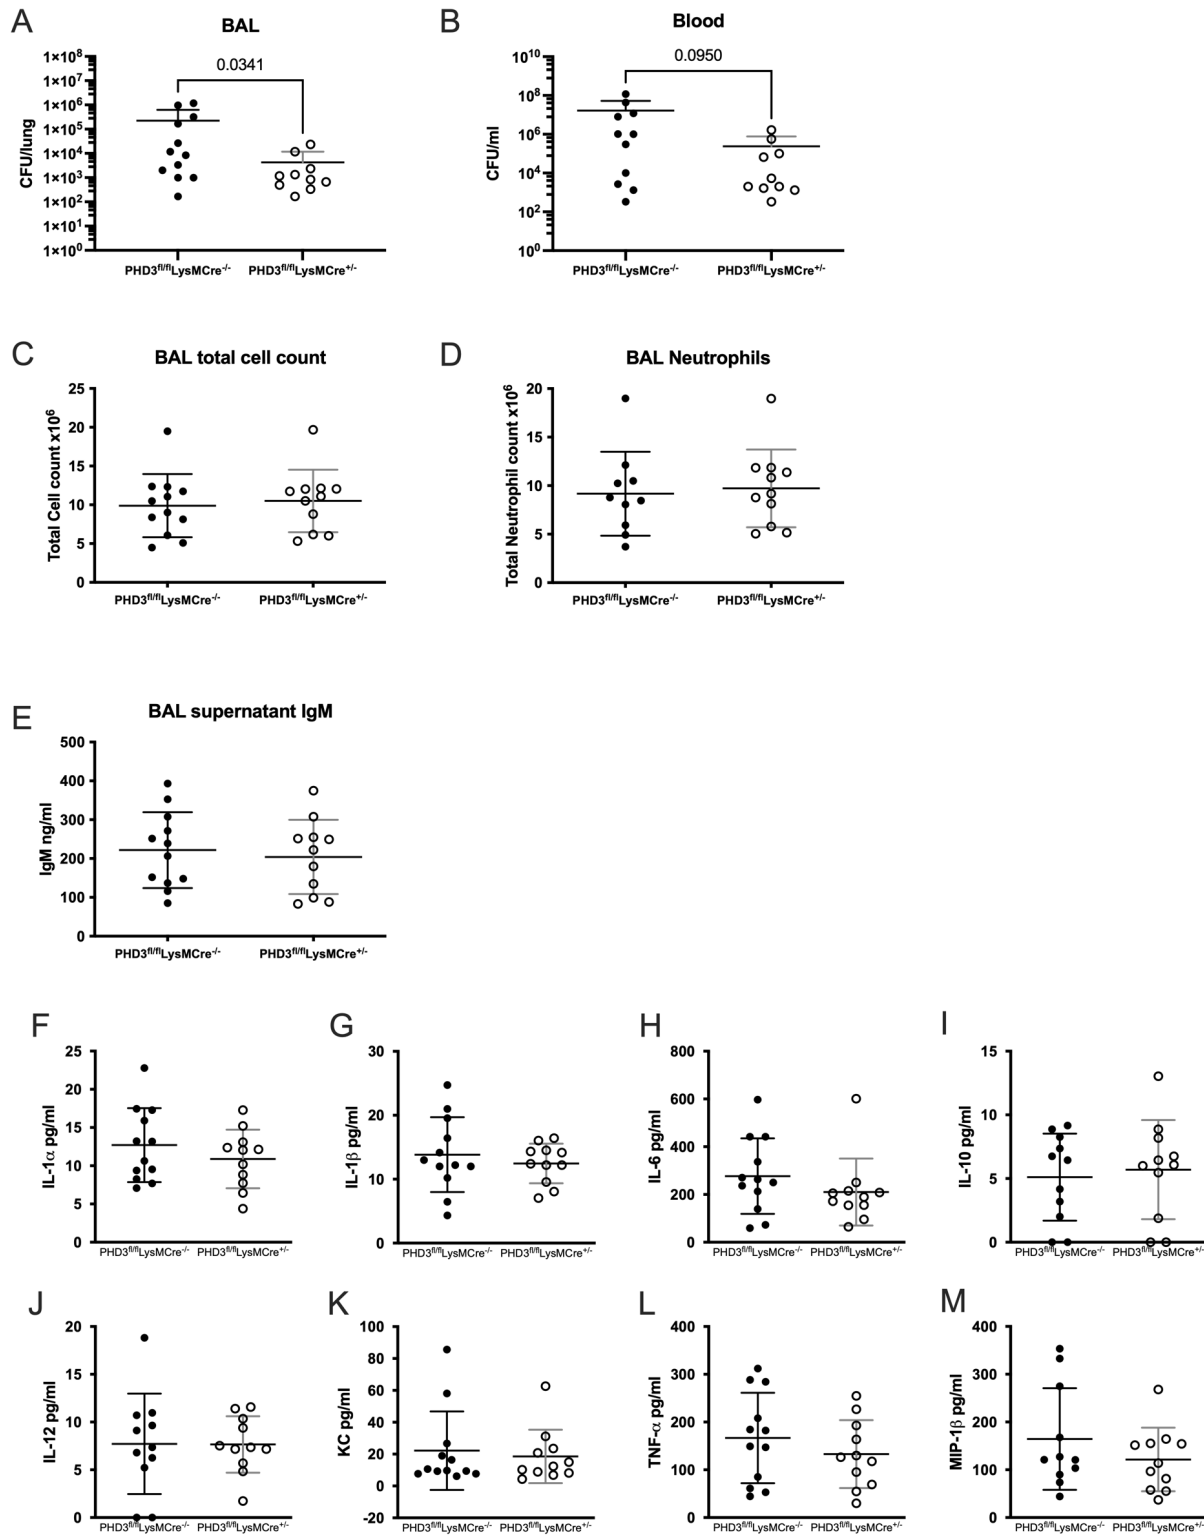 A
BAL
0.0341
CFU/lung
1×10⁸
1×10⁷
1×10⁶
1×10⁵
1×10⁴
1×10³
1×10²
1×10¹
1×10⁰
PHD3fl/flLysMCre-/-
PHD3fl/flLysMCre+/-
B
Blood
0.0950
CFU/ml
10¹⁰
10⁸
10⁶
10⁴
10²
10⁰
PHD3fl/flLysMCre-/-
PHD3fl/flLysMCre+/-
C
BAL total cell count
Total Cell count x10⁶
25
20
15
10
5
0
PHD3fl/flLysMCre-/-
PHD3fl/flLysMCre+/-
D
BAL Neutrophils
Total Neutrophil count x10⁶
20
15
10
5
0
PHD3fl/flLysMCre-/-
PHD3fl/flLysMCre+/-
E
BAL supernatant IgM
IgM ng/ml
500
400
300
200
100
0
PHD3fl/flLysMCre-/-
PHD3fl/flLysMCre+/-
F
IL-1α pg/ml
25
20
15
10
5
0
PHD3fl/flLysMCre-/-
PHD3fl/flLysMCre+/-
G
IL-1β pg/ml
30
20
10
0
PHD3fl/flLysMCre-/-
PHD3fl/flLysMCre+/-
H
IL-6 pg/ml
800
600
400
200
0
PHD3fl/flLysMCre-/-
PHD3fl/flLysMCre+/-
I
IL-10 pg/ml
15
10
5
0
PHD3fl/flLysMCre-/-
PHD3fl/flLysMCre+/-
J
IL-12 pg/ml
20
15
10
5
0
PHD3fl/flLysMCre-/-
PHD3fl/flLysMCre+/-
K
KC pg/ml
100
80
60
40
20
0
-20
PHD3fl/flLysMCre-/-
PHD3fl/flLysMCre+/-
L
TNF-α pg/ml
400
300
200
100
0
PHD3fl/flLysMCre-/-
PHD3fl/flLysMCre+/-
M
MIP-1β pg/ml
400
300
200
100
0
PHD3fl/flLysMCre-/-
PHD3fl/flLysMCre+/-